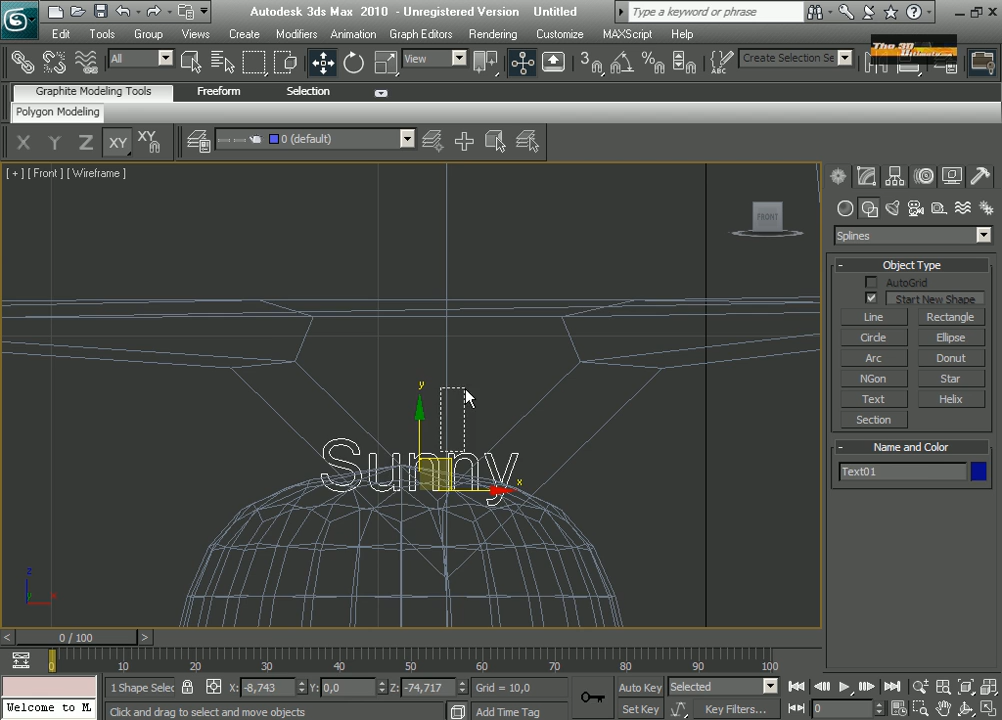 Autodesk 3ds Max 2010 - Unregistered Version Untitled
Type a keyword or phrase
Edit Tools Group Views Create Modifiers Animation Graph Editors Rendering Customize MAXScript Help
All View 3 Create Selection Se
The 3D
Graphite Modeling Tools Freeform Selection
Polygon Modeling
X Y Z XY XY 0 (default)
[ + ] [ Front ] [ Wireframe ]
FRONT
Splines
- Object Type
AutoGrid
Start New Shape
Line Rectangle
Circle Ellipse
Arc Donut
NGon Star
Text Helix
Section
- Name and Color
Text01
y
Sunny
x
z
x
< 0 / 100 >
0 10 20 30 40 50 60 70 80 90 100
1 Shape Selec X: -8,743 Y: 0,0 Z: -74,717 Grid = 10,0 Auto Key Selected
Welcome to M. Click and drag to select and move objects Add Time Tag Set Key Key Filters... 0